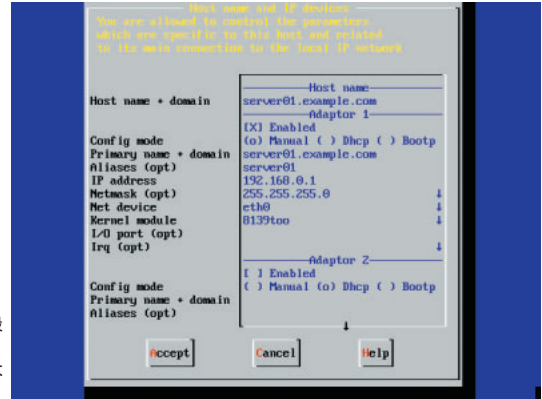 Host name and IP devices
You are allowed to control the parameters
which are specific to this host and related
to its main connection to the local IP network
Host name
Host name + domain server01.example.com
Adaptor 1
[X] Enabled
Config mode (o) Manual ( ) Dhcp ( ) Bootp
Primary name + domain server01.example.com
Aliases (opt) server01
IP address 192.168.0.1
Netmask (opt) 255.255.255.0
Net device eth0
Kernel module 8139too
I/O port (opt)
Irq (opt)
Adaptor 2
[ ] Enabled
Config mode ( ) Manual (o) Dhcp ( ) Bootp
Primary name + domain
Aliases (opt)
Accept Cancel Help